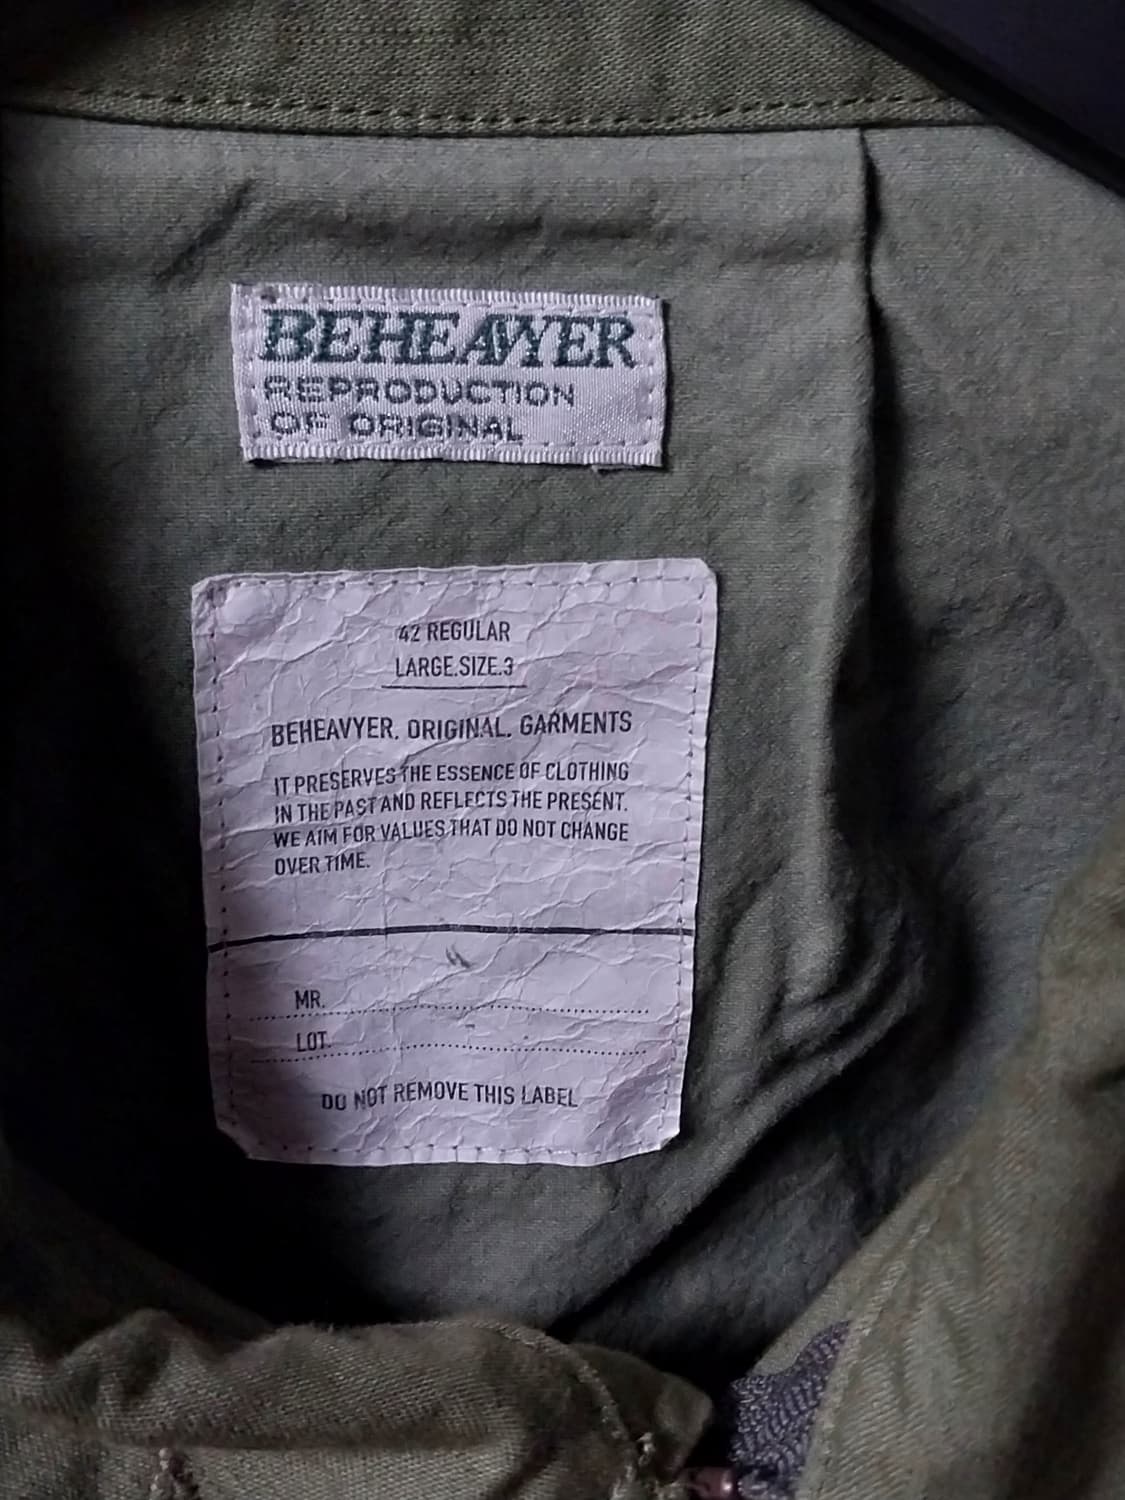 BEHEAVYER
REPRODUCTION
OF ORIGINAL
42 REGULAR
LARGE.SIZE.3
BEHEAVYER. ORIGINAL. GARMENTS
IT PRESERVES THE ESSENCE OF CLOTHING
IN THE PAST AND REFLECTS THE PRESENT.
WE AIM FOR VALUES THAT DO NOT CHANGE
OVER TIME.
MR.
LOT.
DO NOT REMOVE THIS LABEL